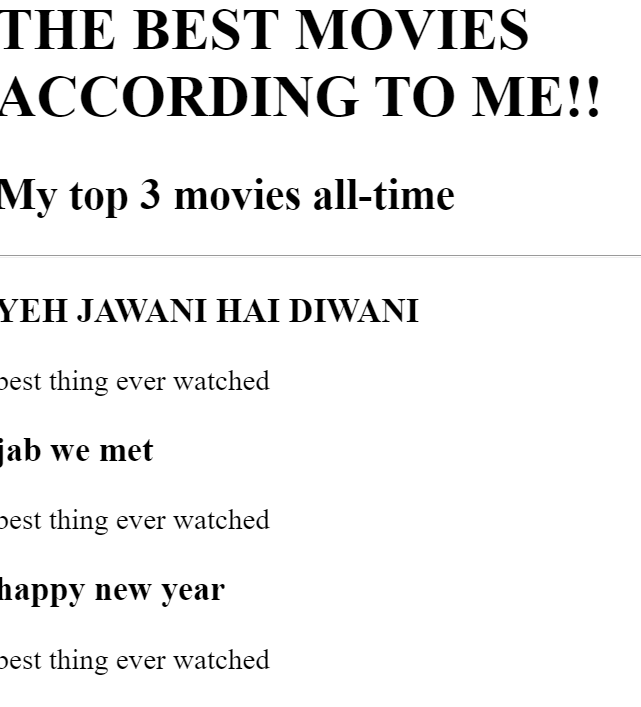 THE BEST MOVIES
ACCORDING TO ME!!
My top 3 movies all-time
YEH JAWANI HAI DIWANI
best thing ever watched
jab we met
best thing ever watched
happy new year
best thing ever watched